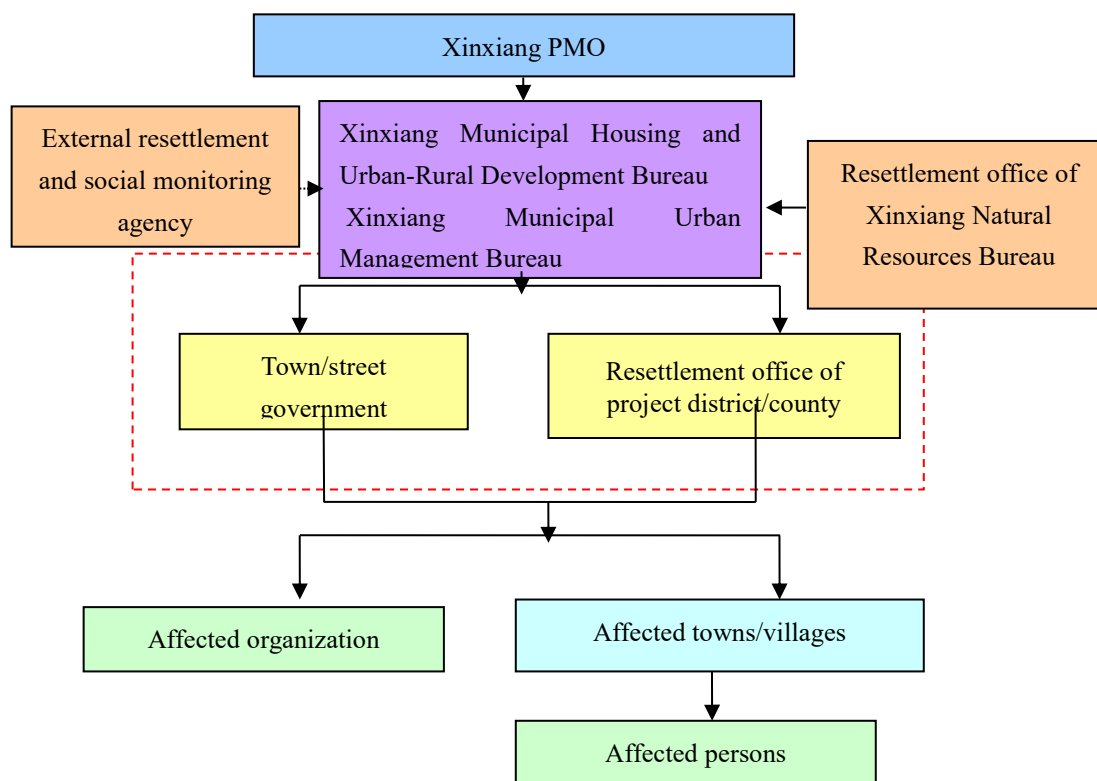 Xinxiang PMO
External resettlement
and social monitoring
agency
Xinxiang Municipal Housing and
Urban-Rural Development Bureau
Xinxiang Municipal Urban
Management Bureau
Resettlement office of
Xinxiang Natural
Resources Bureau
Town/street
government
Resettlement office of
project district/county
Affected organization
Affected towns/villages
Affected persons